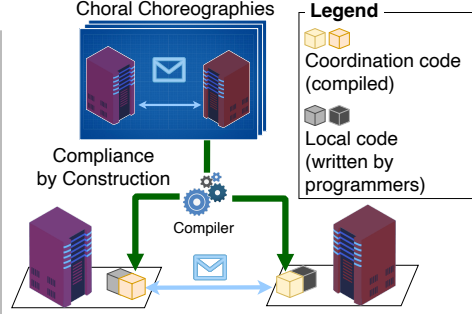 Choral Choreographies
Legend
Coordination code
(compiled)
Local code
(written by
programmers)
Compliance
by Construction
Compiler